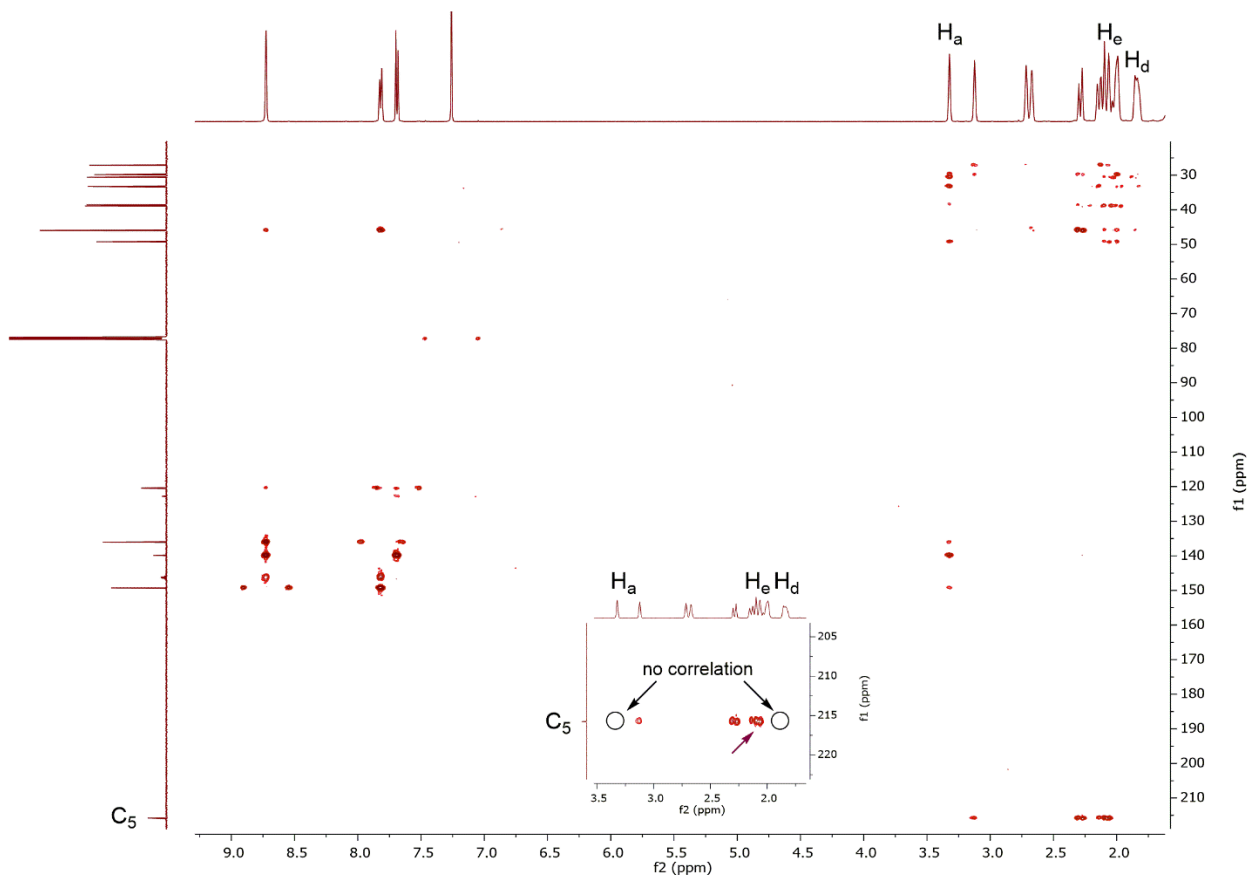 Ha
He
Hd
30
40
50
60
70
80
90
100
110
120
130
140
150
160
170
180
190
200
210
f1 (ppm)
Ha
He Hd
no correlation
C5
205
210
215
220
f1 (ppm)
3.5 3.0 2.5 2.0
f2 (ppm)
C5
9.0 8.5 8.0 7.5 7.0 6.5 6.0 5.5 5.0 4.5 4.0 3.5 3.0 2.5 2.0
f2 (ppm)